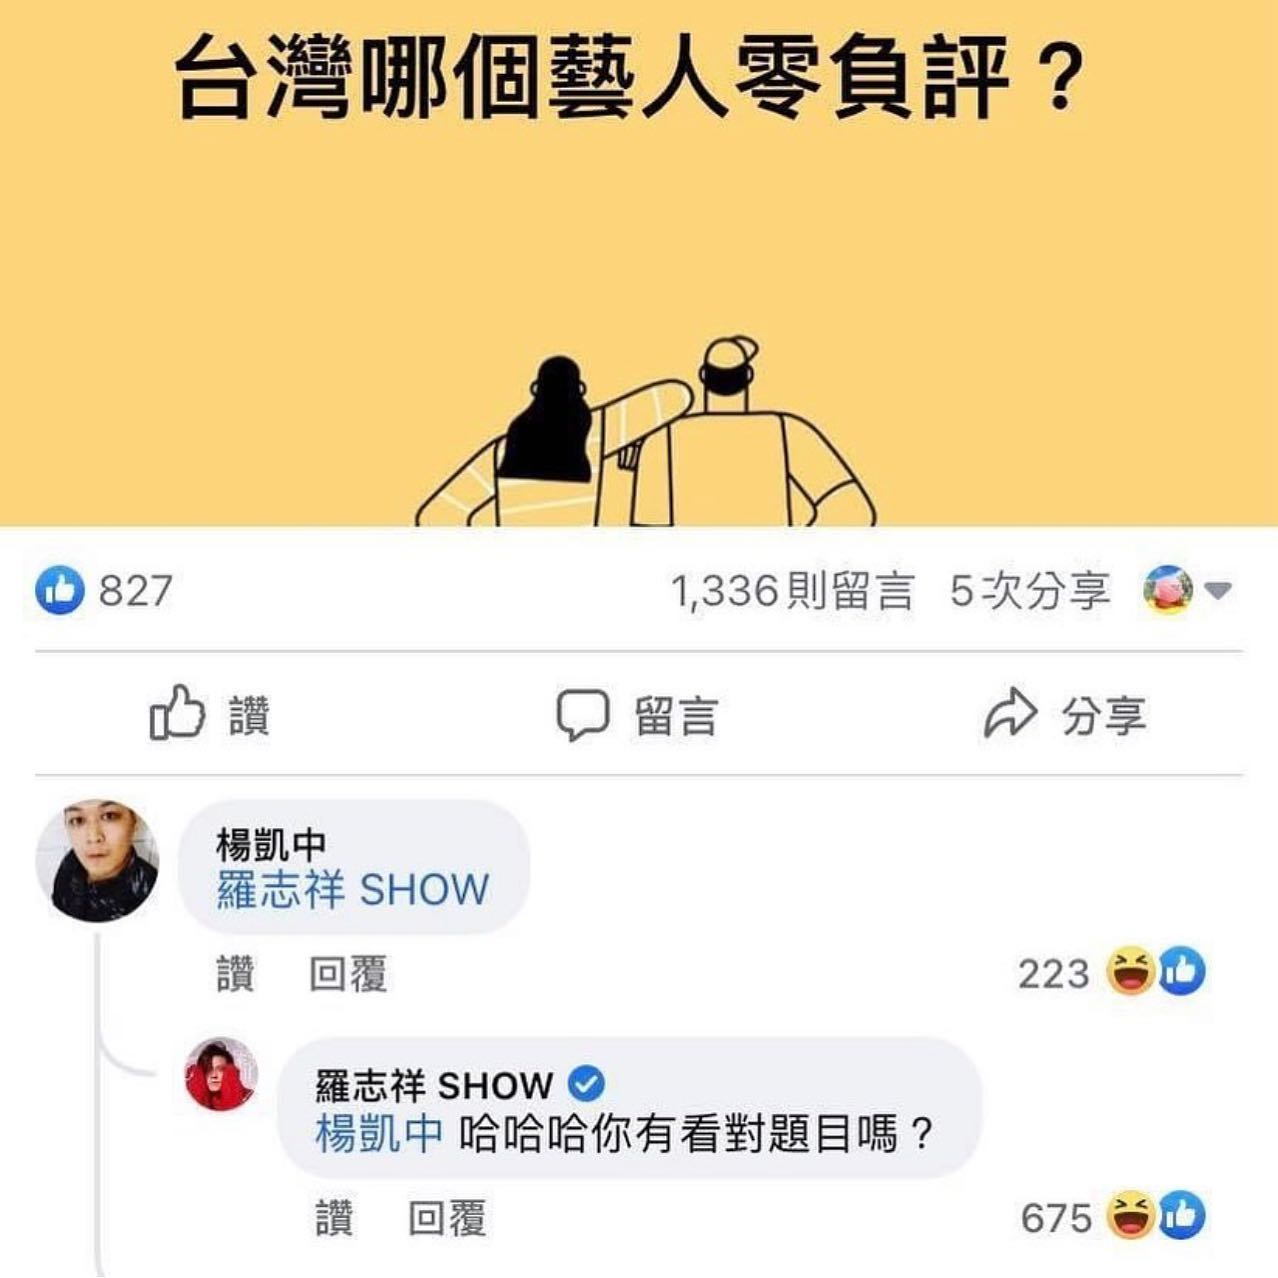 台灣哪個藝人零負評？
827
1,336則留言 5次分享
讚 留言 分享
楊凱中
羅志祥 SHOW
讚 回覆 223
羅志祥 SHOW
楊凱中 哈哈哈你有看對題目嗎？
讚 回覆 675